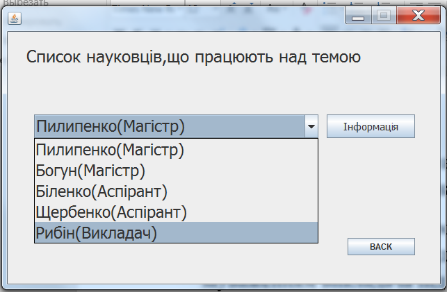 вырезать
Список науковців,що працюють над темою
Пилипенко(Магістр)
Інформація
Пилипенко(Магістр)
Богун(Магістр)
Біленко(Аспірант)
Щербенко(Аспірант)
Рибін(Викладач)
BACK